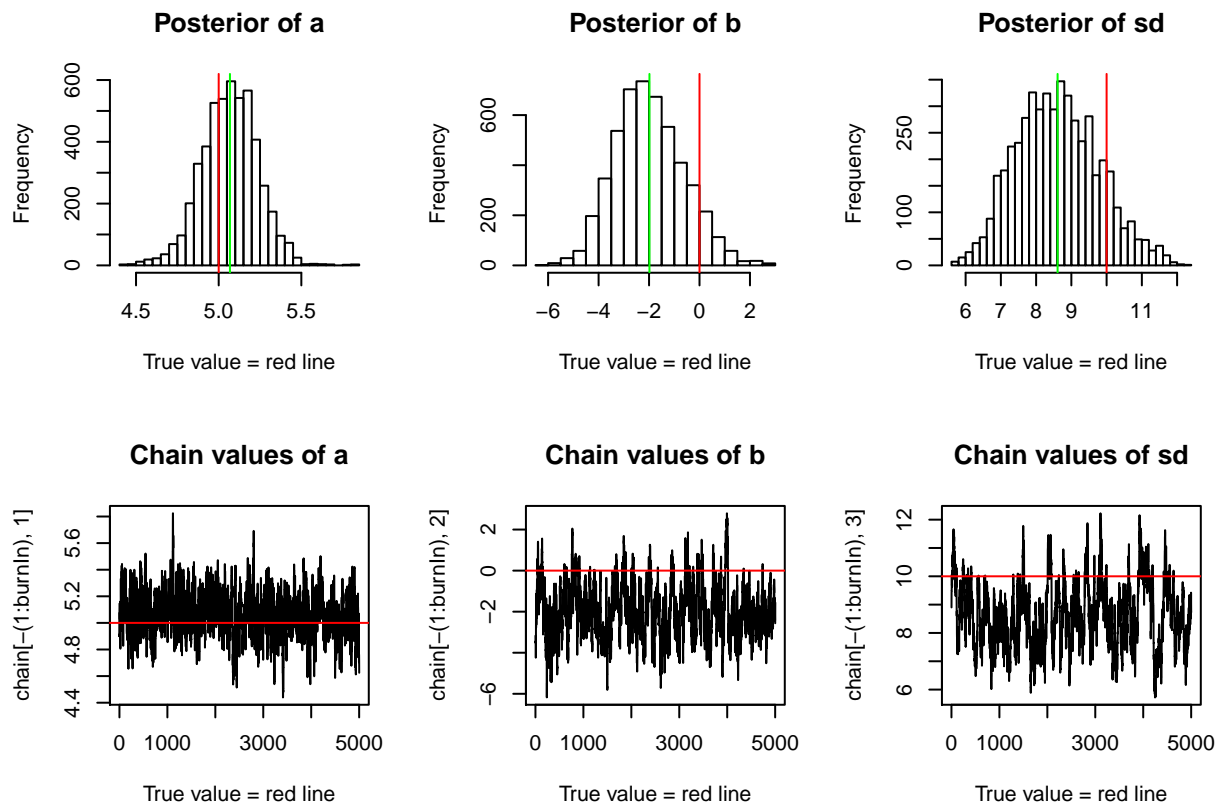 Posterior of a
Frequency
0
200
400
600
4.5
5.0
5.5
True value = red line
Posterior of b
Frequency
0
200
600
−6
−4
−2
0
2
True value = red line
Posterior of sd
Frequency
0
100
250
6
7
8
9
11
True value = red line
Chain values of a
chain[−(1:burnIn), 1]
4.4
4.8
5.2
5.6
0
1000
3000
5000
True value = red line
Chain values of b
chain[−(1:burnIn), 2]
−6
−2
0
2
0
1000
3000
5000
True value = red line
Chain values of sd
chain[−(1:burnIn), 3]
6
8
10
12
0
1000
3000
5000
True value = red line